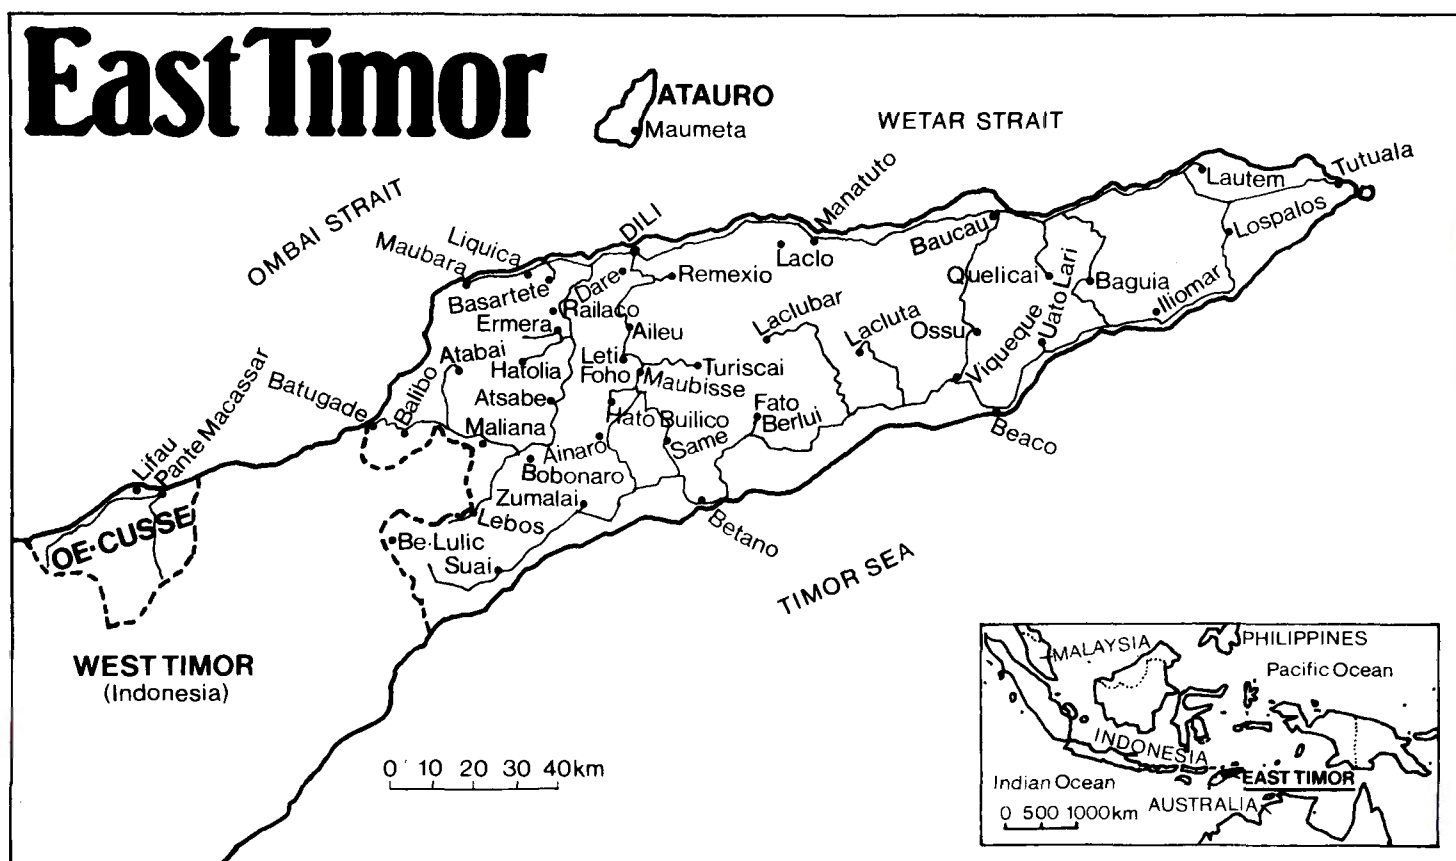 East Timor
ATAURO
Maumeta
WETAR STRAIT
OMBAI STRAIT
Manatuto
Tutuala
Lautem
Lospalos
DILI
Liquica
Maubara
Baucau
Laclo
Remexio
Dare
Basartete
Quelicai
Uato Lari
Baguia
Iliomar
Railaco
Ermera
Aileu
Laclubar
Lacluta
Ossu
Viqueque
Atabai
Hatolia
Leti
Foho
Turiscai
Maubisse
Batugade
Balibo
Atsabe
Fato
Berlui
Hato Builico
Maliana
Ainaro
Same
Beaco
Lifau
Pante Macassar
Bobonaro
Zumalai
Lebos
Betano
OE-CUSSE
Be-Lulic
Suai
TIMOR SEA
WEST TIMOR
(Indonesia)
0 10 20 30 40km
MALAYSIA
PHILIPPINES
Pacific Ocean
INDONESIA
Indian Ocean
EAST TIMOR
AUSTRALIA
0 500 1000km